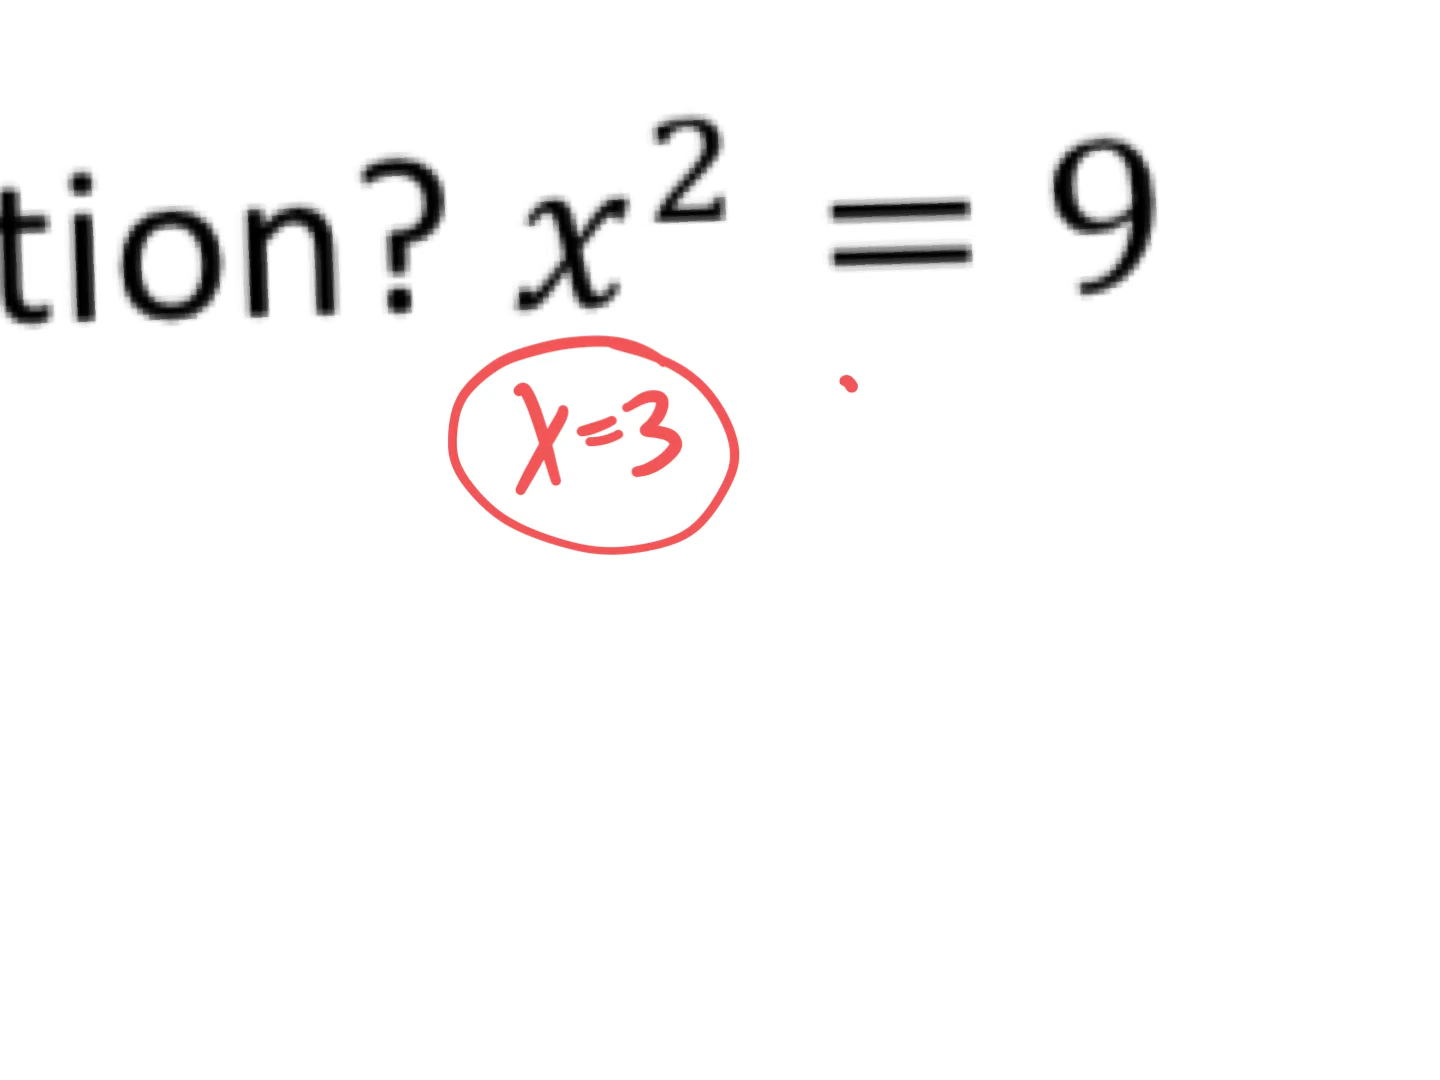 tion? x² = 9
x=3